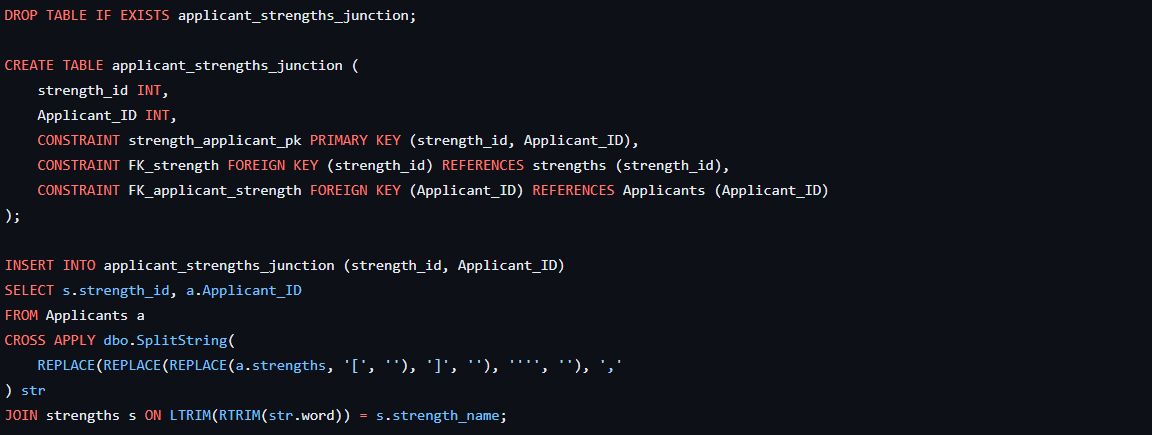 DROP TABLE IF EXISTS applicant_strengths_junction;
CREATE TABLE applicant_strengths_junction (
    strength_id INT,
    Applicant_ID INT,
    CONSTRAINT strength_applicant_pk PRIMARY KEY (strength_id, Applicant_ID),
    CONSTRAINT FK_strength FOREIGN KEY (strength_id) REFERENCES strengths (strength_id),
    CONSTRAINT FK_applicant_strength FOREIGN KEY (Applicant_ID) REFERENCES Applicants (Applicant_ID)
);
INSERT INTO applicant_strengths_junction (strength_id, Applicant_ID)
SELECT s.strength_id, a.Applicant_ID
FROM Applicants a
CROSS APPLY dbo.SplitString(
    REPLACE(REPLACE(REPLACE(a.strengths, '[', ''), ']', ''), '''', ''), ','
) str
JOIN strengths s ON LTRIM(RTRIM(str.word)) = s.strength_name;